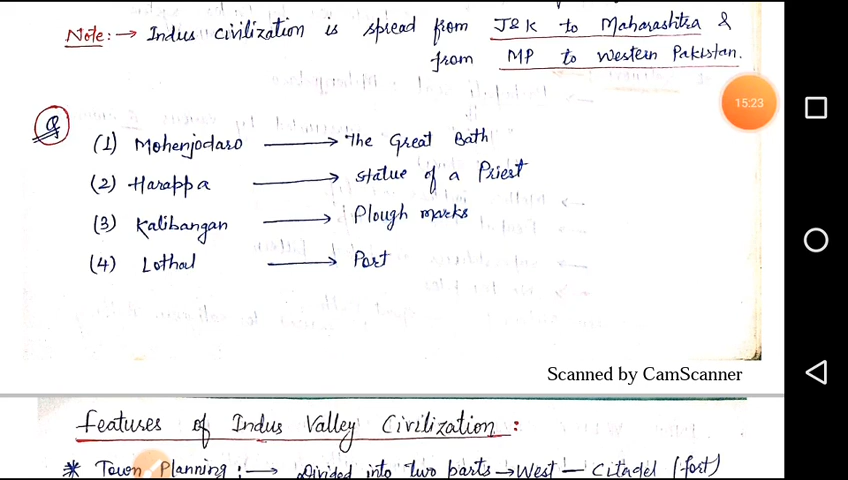 Note:→ Indus civilization is spread from J&K to Maharashtra &
from MP to Western Pakistan.
15:23
Q
(1) Mohenjodaro → The Great Bath
(2) Harappa → Statue of a Priest
(3) Kalibangan → Plough marks
(4) Lothal → Port
Scanned by CamScanner
Features of Indus Valley Civilization :
* Town Planning :→ Divided into two parts → West — Citadel (fort)